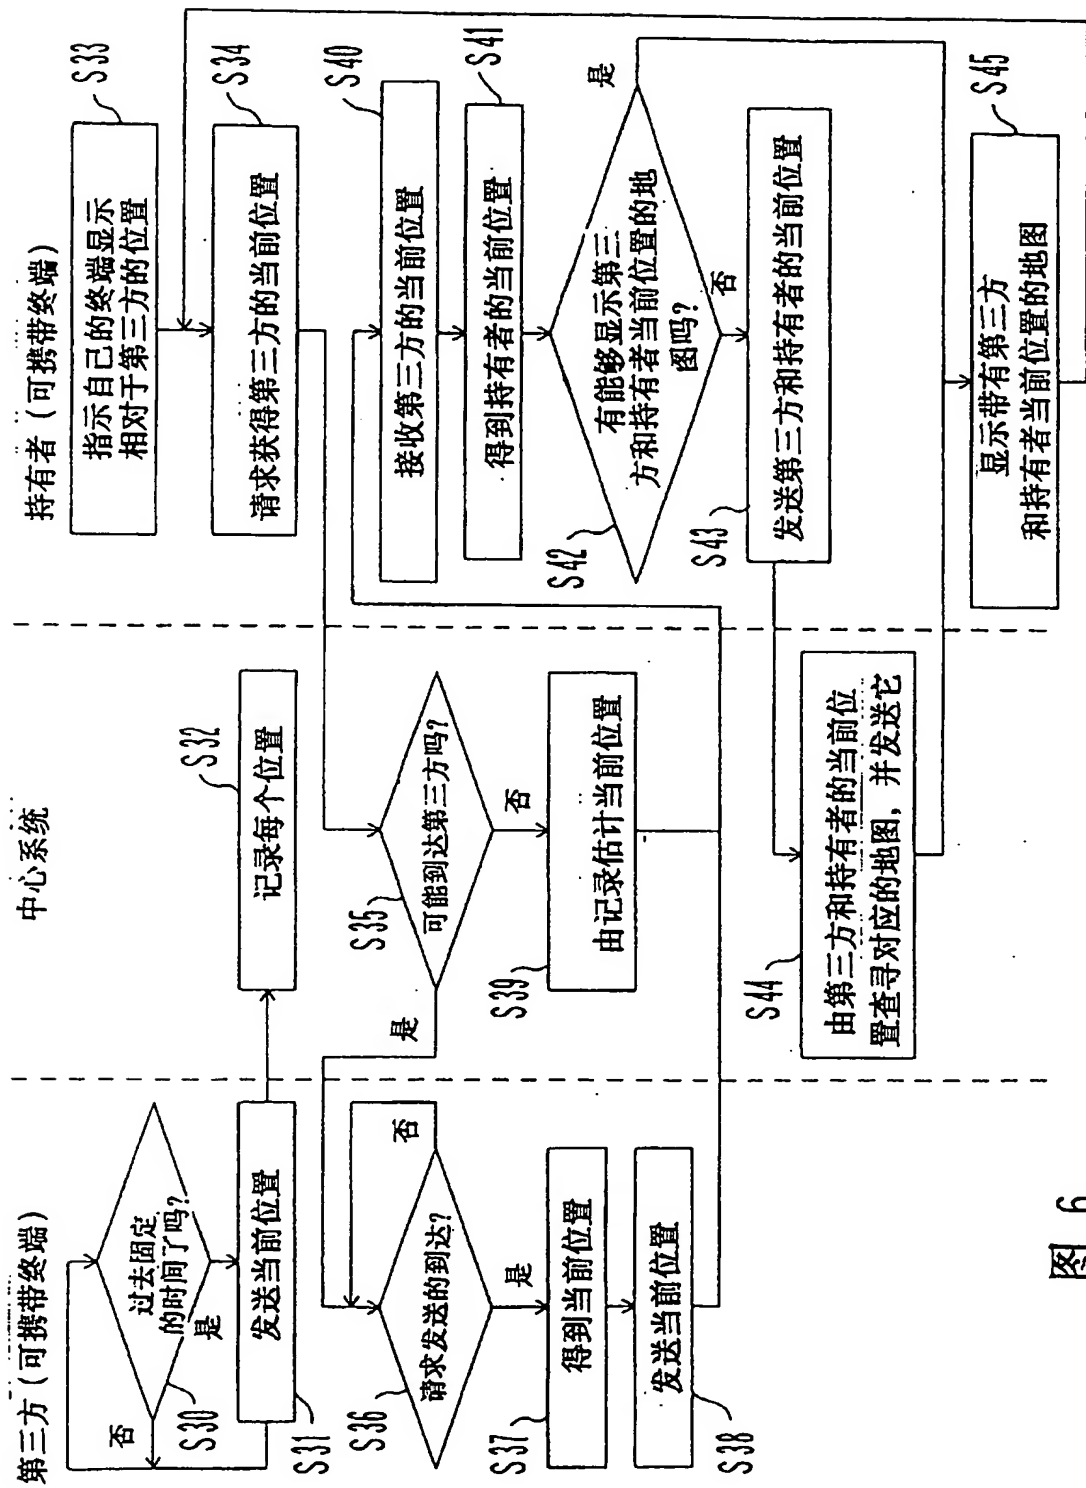 第三方（可携带终端）
过去固定
的时间了吗？
否
是
S30
发送当前位置
S31
请求发送的到达？
否
是
S36
得到当前位置
S37
发送当前位置
S38
中心系统
记录每个位置
S32
可能到达第三方吗？
是
否
S35
由记录估计当前位置
S39
由第三方和持有者的当前位
置查寻对应的地图，并发送它
S44
持有者（可携带终端）
指示自己的终端显示
相对于第三方的位置
S33
请求获得第三方的当前位置
S34
接收第三方的当前位置
S40
得到持有者的当前位置
S41
有能够显示第三
方和持有者当前位置的地
图吗？
是
否
S42
发送第三方和持有者的当前位置
S43
显示带有第三方
和持有者当前位置的地图
S45
图 6